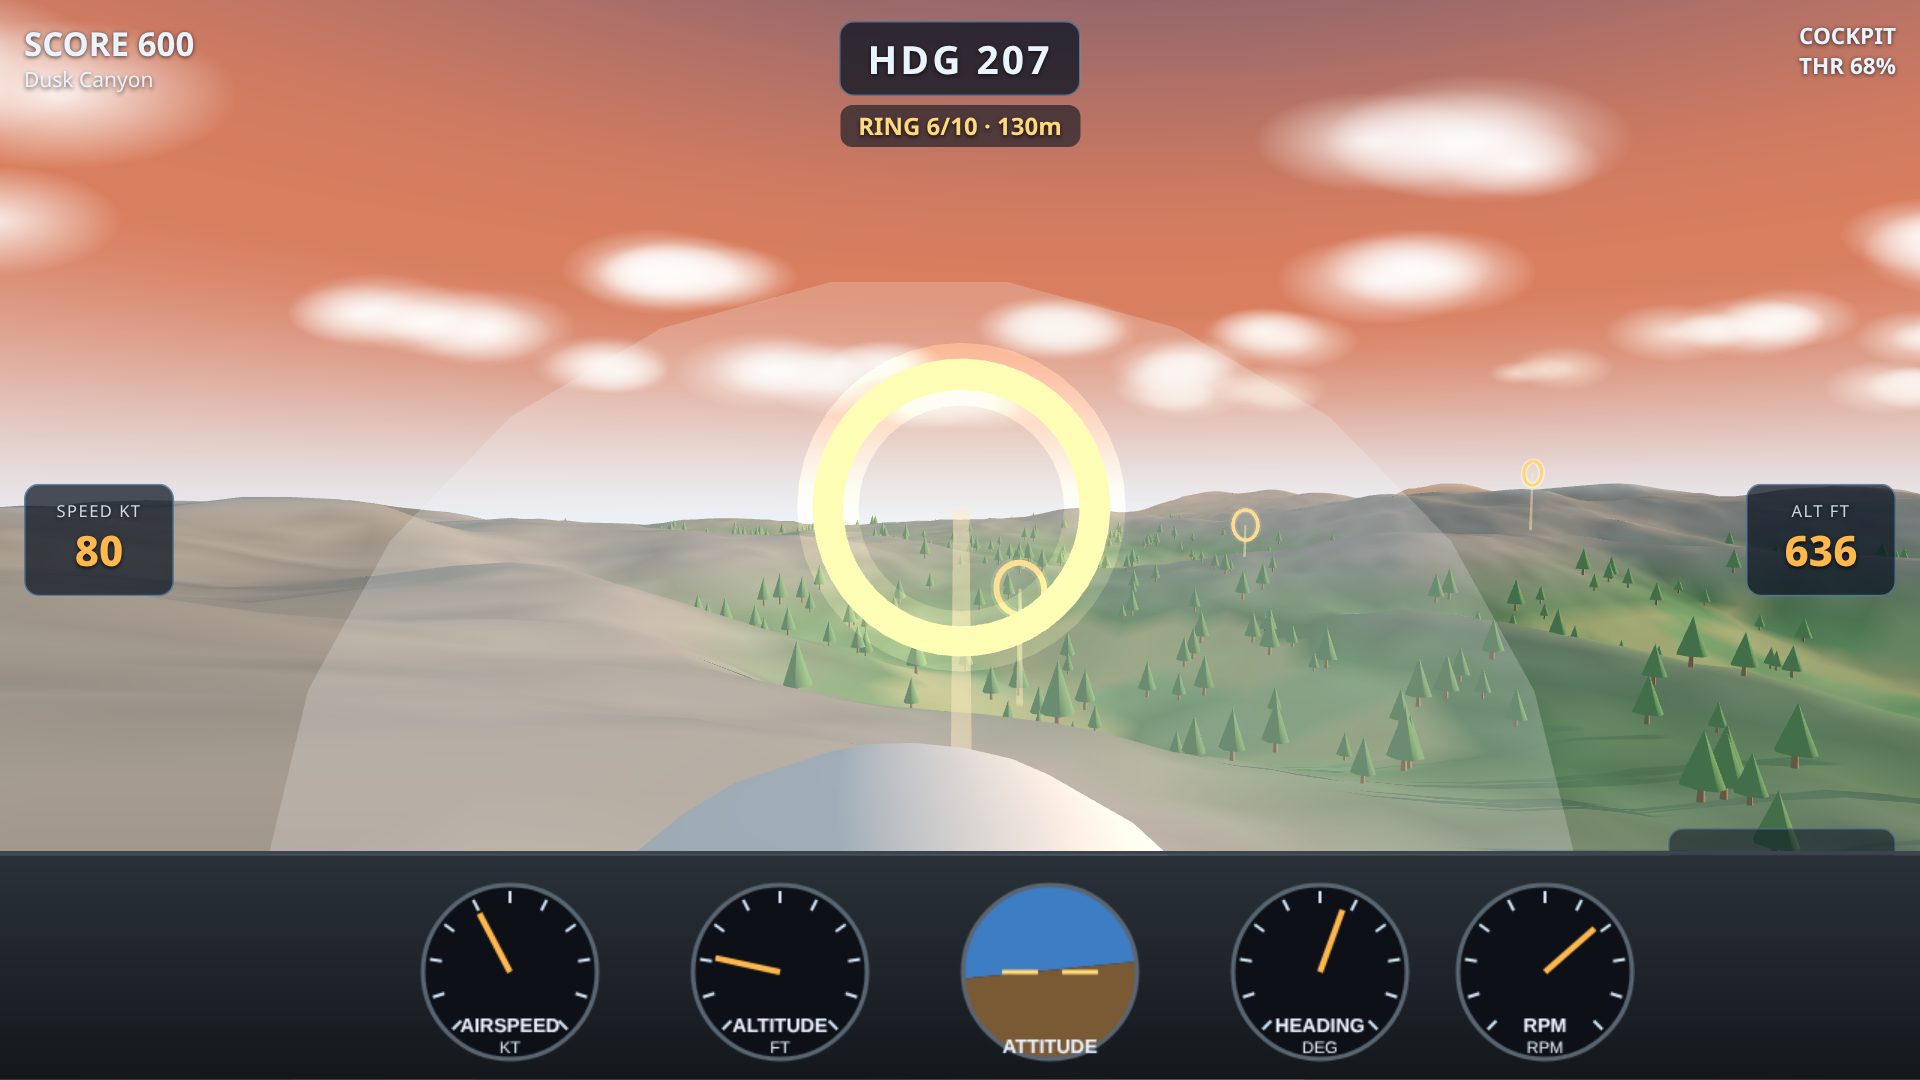 SCORE 600
Dusk Canyon
HDG 207
RING 6/10 · 130m
COCKPIT
THR 68%
SPEED KT
80
ALT FT
636
AIRSPEED
KT
ALTITUDE
FT
ATTITUDE
HEADING
DEG
RPM
RPM